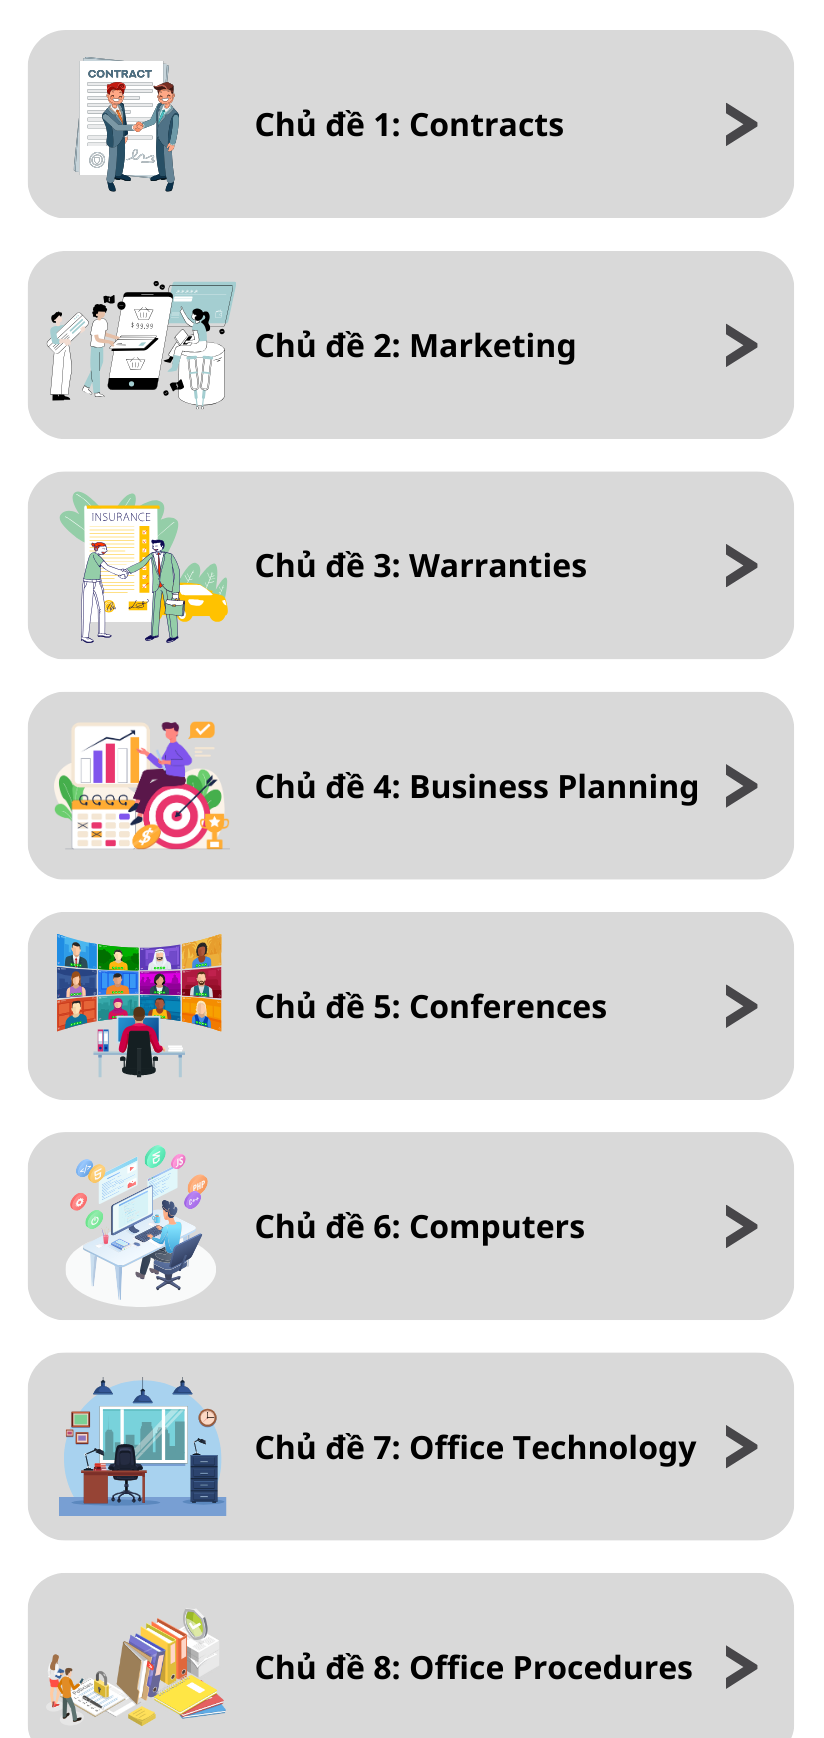 CONTRACT
Chủ đề 1: Contracts
$99.99
Chủ đề 2: Marketing
INSURANCE
Chủ đề 3: Warranties
Chủ đề 4: Business Planning
Chủ đề 5: Conferences
Chủ đề 6: Computers
Chủ đề 7: Office Technology
Chủ đề 8: Office Procedures